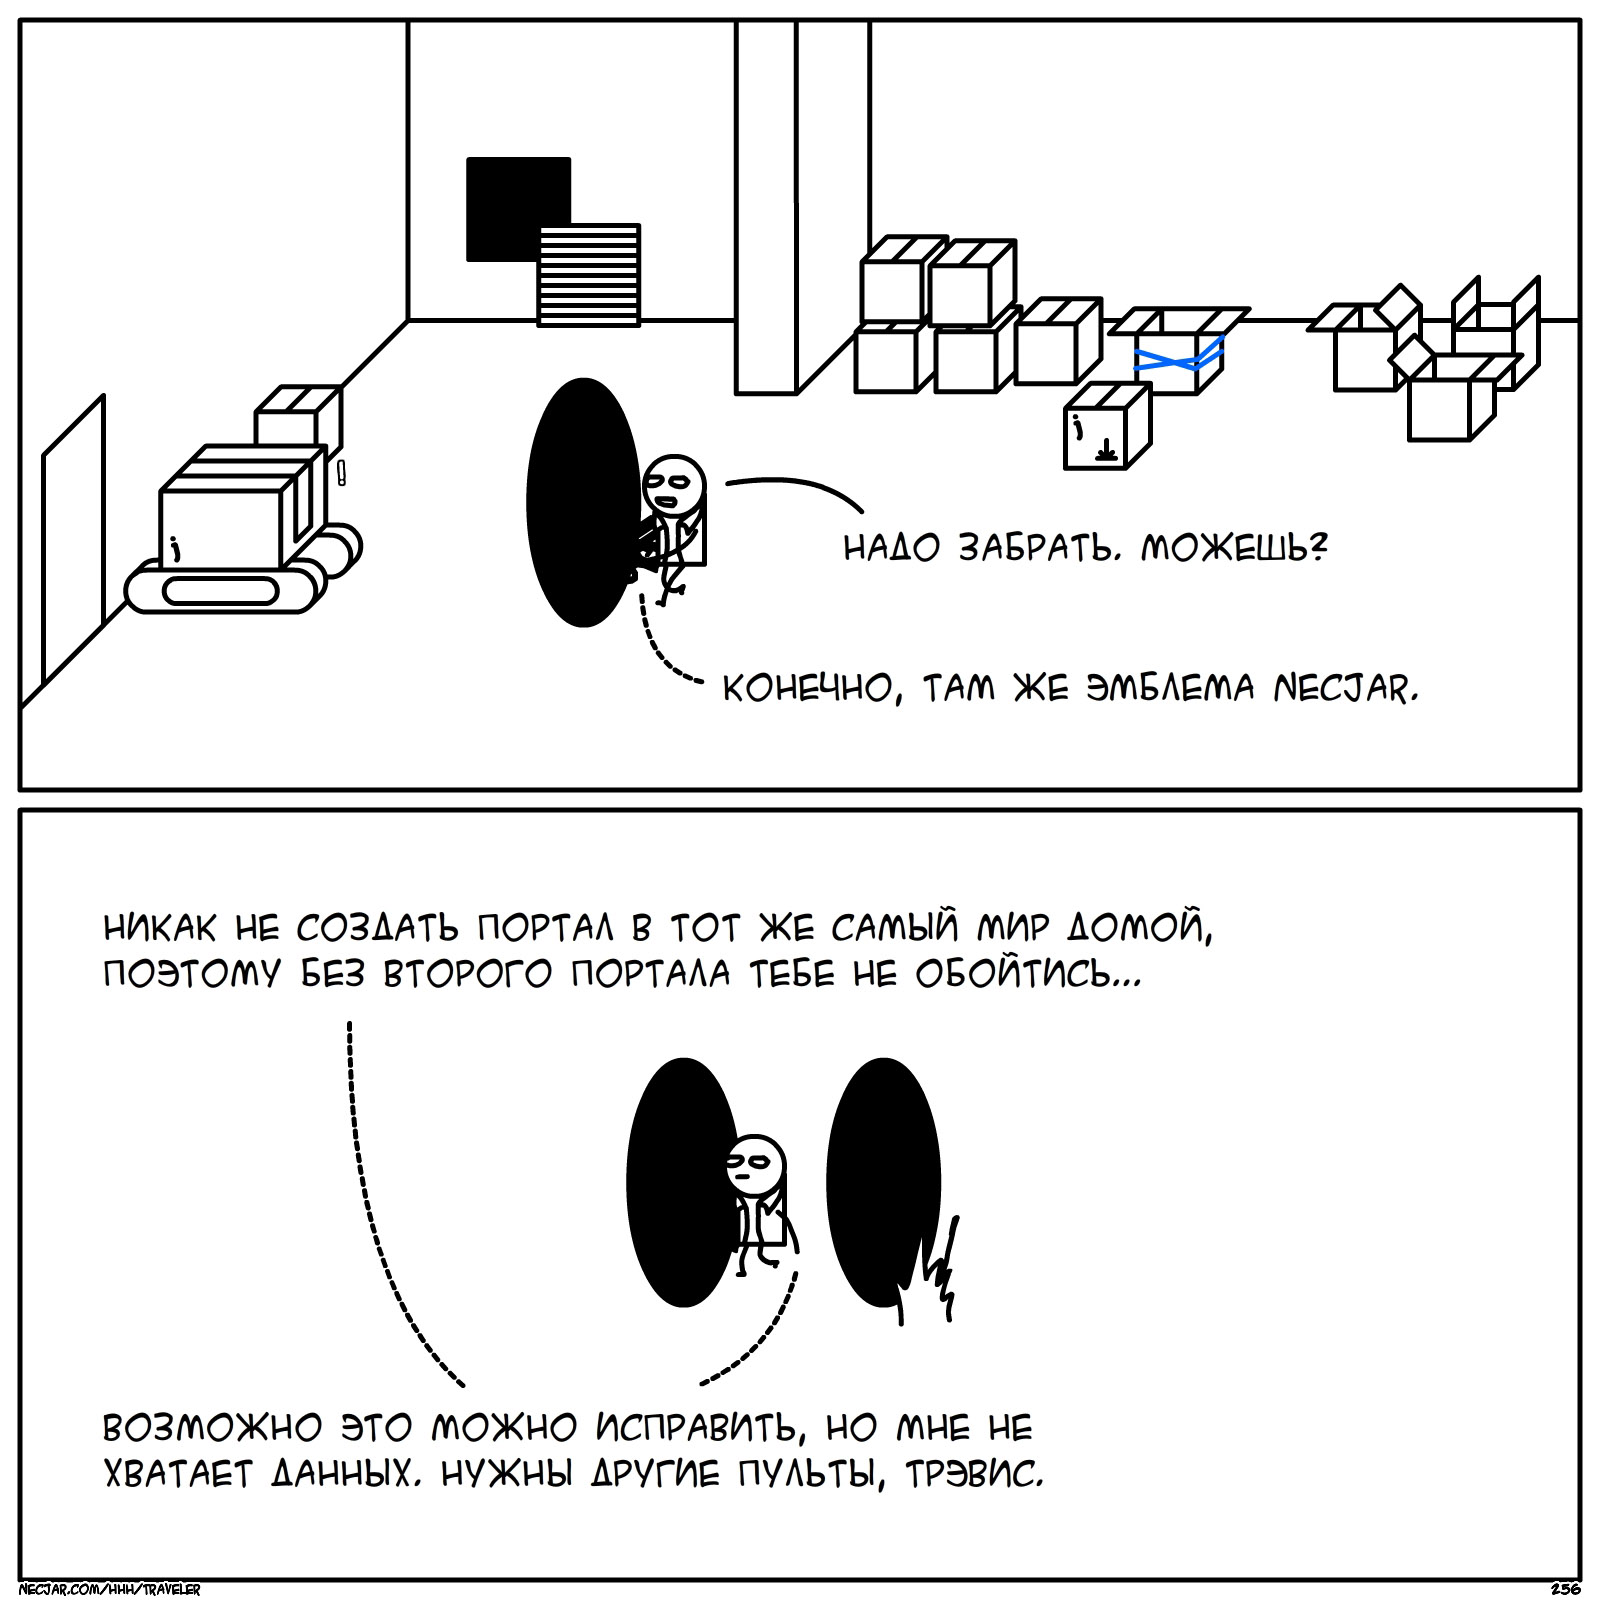 НАДО ЗАБРАТЬ. МОЖЕШЬ?
КОНЕЧНО, ТАМ ЖЕ ЭМБЛЕМА NECJAR.
НИКАК НЕ СОЗДАТЬ ПОРТАЛ В ТОТ ЖЕ САМЫЙ МИР ДОМОЙ,
ПОЭТОМУ БЕЗ ВТОРОГО ПОРТАЛА ТЕБЕ НЕ ОБОЙТИСЬ...
ВОЗМОЖНО ЭТО МОЖНО ИСПРАВИТЬ, НО МНЕ НЕ
ХВАТАЕТ ДАННЫХ. НУЖНЫ ДРУГИЕ ПУЛЬТЫ, ТРЭВИС.
NECJAR.COM/HHH/TRAVELER
256